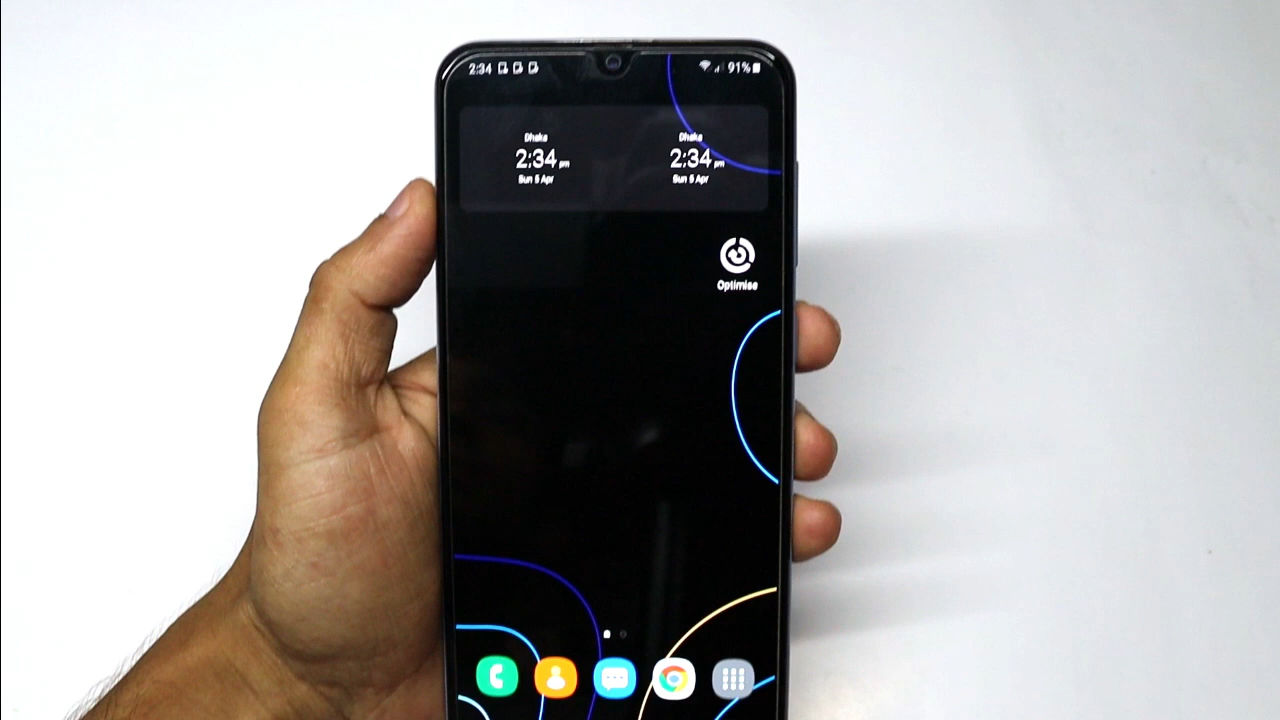 2:34 91%
Dhaka Dhaka
2:34 pm 2:34 pm
Sun 5 Apr Sun 5 Apr
Optimise